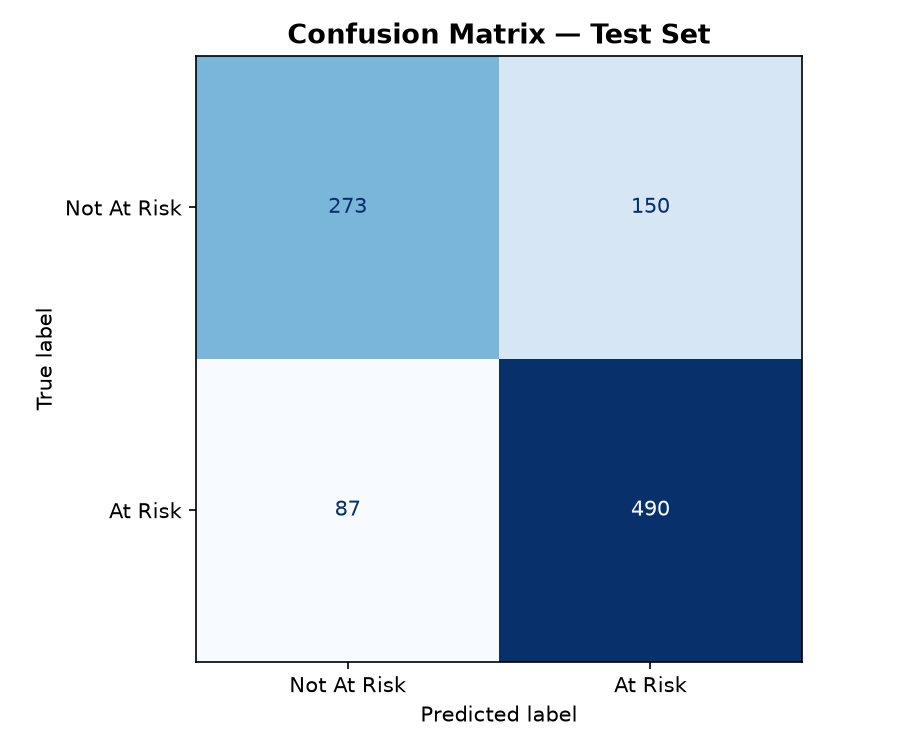 Confusion Matrix — Test Set
Not At Risk
273
150
True label
At Risk
87
490
Not At Risk
At Risk
Predicted label